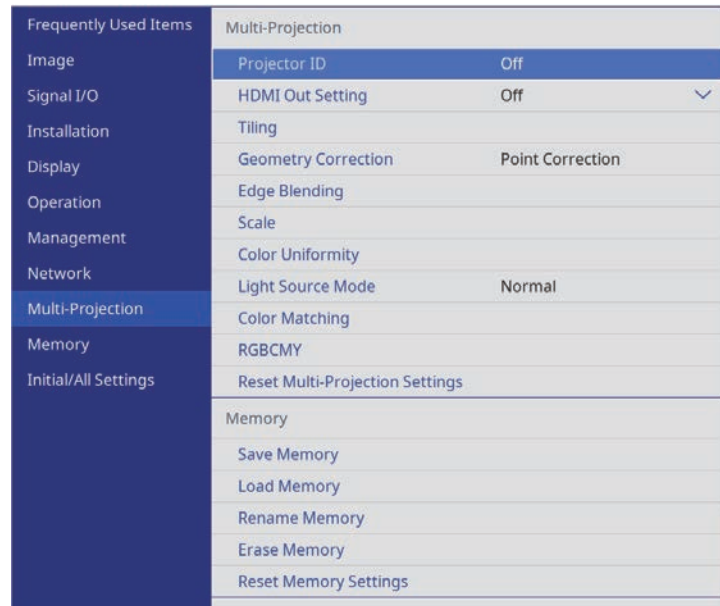 Frequently Used Items
Image
Signal I/O
Installation
Display
Operation
Management
Network
Multi-Projection
Memory
Initial/All Settings
Multi-Projection
Projector ID Off
HDMI Out Setting Off
Tiling
Geometry Correction Point Correction
Edge Blending
Scale
Color Uniformity
Light Source Mode Normal
Color Matching
RGBCMY
Reset Multi-Projection Settings
Memory
Save Memory
Load Memory
Rename Memory
Erase Memory
Reset Memory Settings